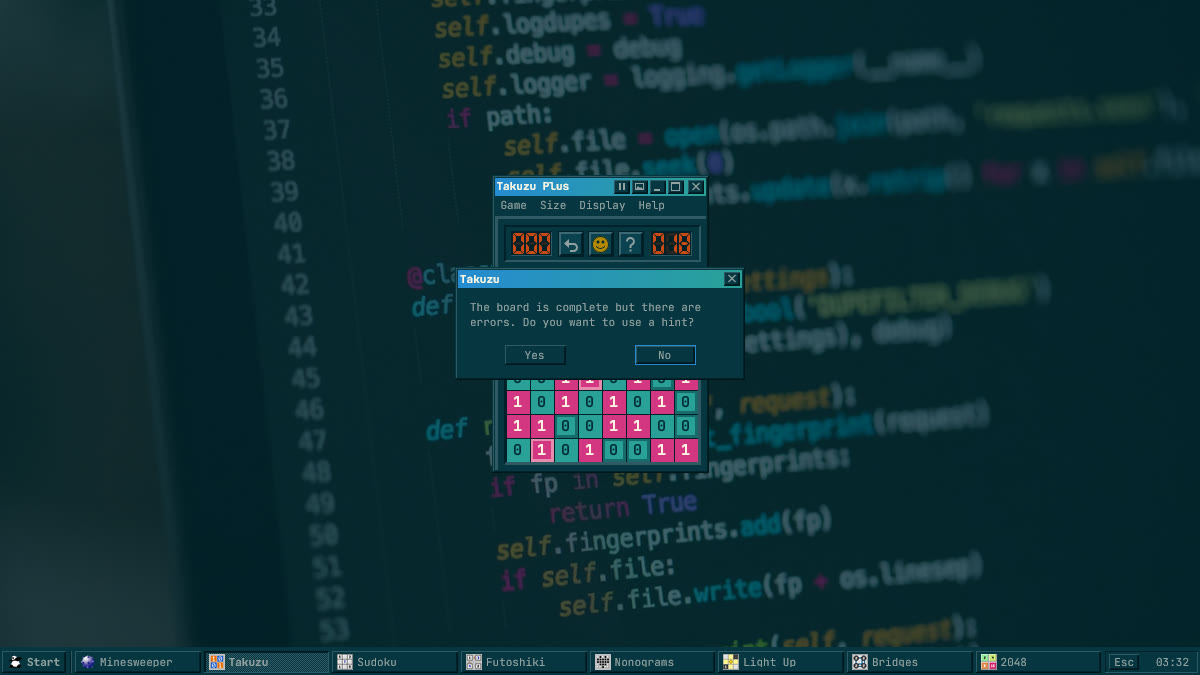 33
34
35
36
37
38
39
40
41
42
43
44
45
46
47
48
49
50
51
52
53
self.logdupes = True
self.debug = debug
self.logger = logging.getLogger(__name__)
if path:
self.file = open(os.path.join(path,
self.file.seek(0)
def
def
if fp in self.fingerprints:
return True
self.fingerprints.add(fp)
if self.file:
self.file.write(fp + os.linesep)
Takuzu Plus
Game Size Display Help
000 ? 018
Takuzu
The board is complete but there are
errors. Do you want to use a hint?
Yes No
1 0 1 0 1 0 1 0
1 1 0 0 1 1 0 0
0 1 0 1 0 0 1 1
Start Minesweeper Takuzu Sudoku Futoshiki Nonograms Light Up Bridges 2048 Esc 03:32